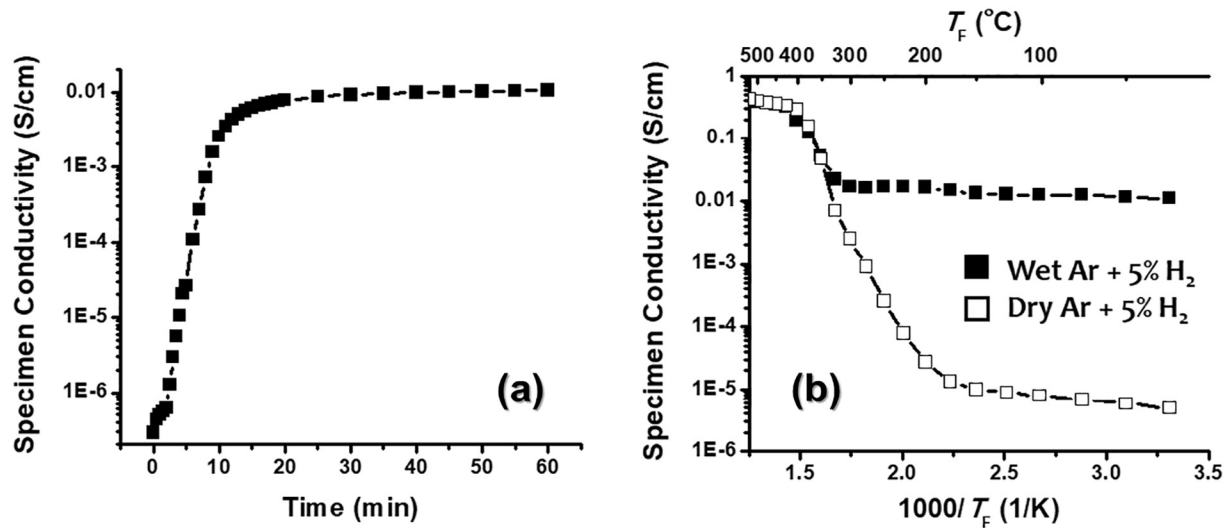 Specimen Conductivity (S/cm)
0.01
1E-3
1E-4
1E-5
1E-6
0 10 20 30 40 50 60
Time (min)
(a)
T_F (°C)
500 400 300 200 100
Specimen Conductivity (S/cm)
1
0.1
0.01
1E-3
1E-4
1E-5
1E-6
Wet Ar + 5% H₂
Dry Ar + 5% H₂
(b)
1.5 2.0 2.5 3.0 3.5
1000/ T_F (1/K)